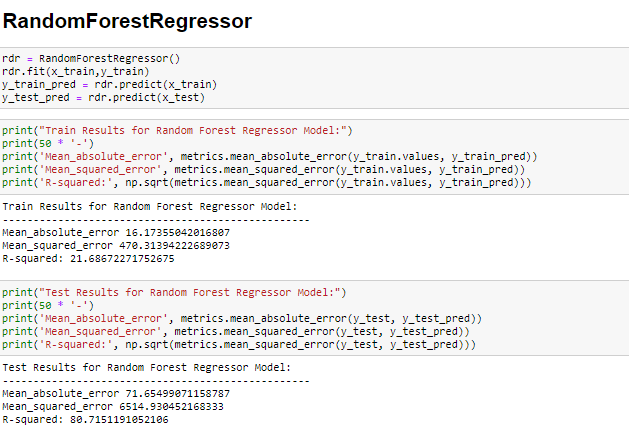 RandomForestRegressor
rdr = RandomForestRegressor()
rdr.fit(x_train,y_train)
y_train_pred = rdr.predict(x_train)
y_test_pred = rdr.predict(x_test)
print("Train Results for Random Forest Regressor Model:")
print(50 * '-')
print('Mean_absolute_error', metrics.mean_absolute_error(y_train.values, y_train_pred))
print('Mean_squared_error', metrics.mean_squared_error(y_train.values, y_train_pred))
print('R-squared:', np.sqrt(metrics.mean_squared_error(y_train.values, y_train_pred)))
Train Results for Random Forest Regressor Model:
--------------------------------------------------
Mean_absolute_error 16.17355042016807
Mean_squared_error 470.31394222689073
R-squared: 21.68672271752675
print("Test Results for Random Forest Regressor Model:")
print(50 * '-')
print('Mean_absolute_error', metrics.mean_absolute_error(y_test, y_test_pred))
print('Mean_squared_error', metrics.mean_squared_error(y_test, y_test_pred))
print('R-squared:', np.sqrt(metrics.mean_squared_error(y_test, y_test_pred)))
Test Results for Random Forest Regressor Model:
--------------------------------------------------
Mean_absolute_error 71.65499071158787
Mean_squared_error 6514.930452168333
R-squared: 80.7151191052106